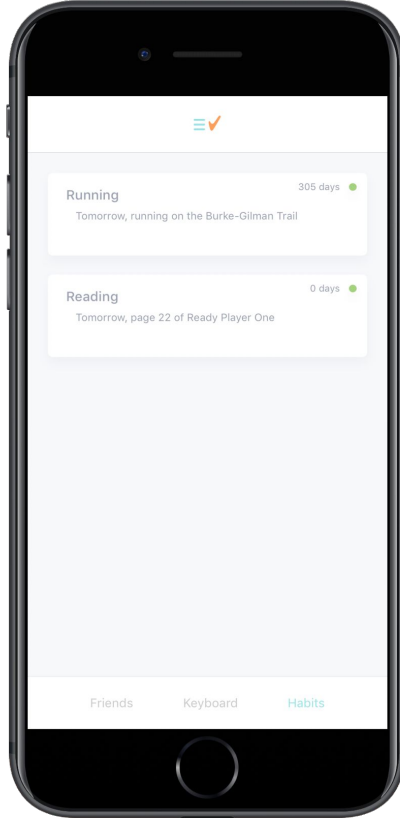 Running
305 days
Tomorrow, running on the Burke-Gilman Trail
Reading
0 days
Tomorrow, page 22 of Ready Player One
Friends Keyboard Habits